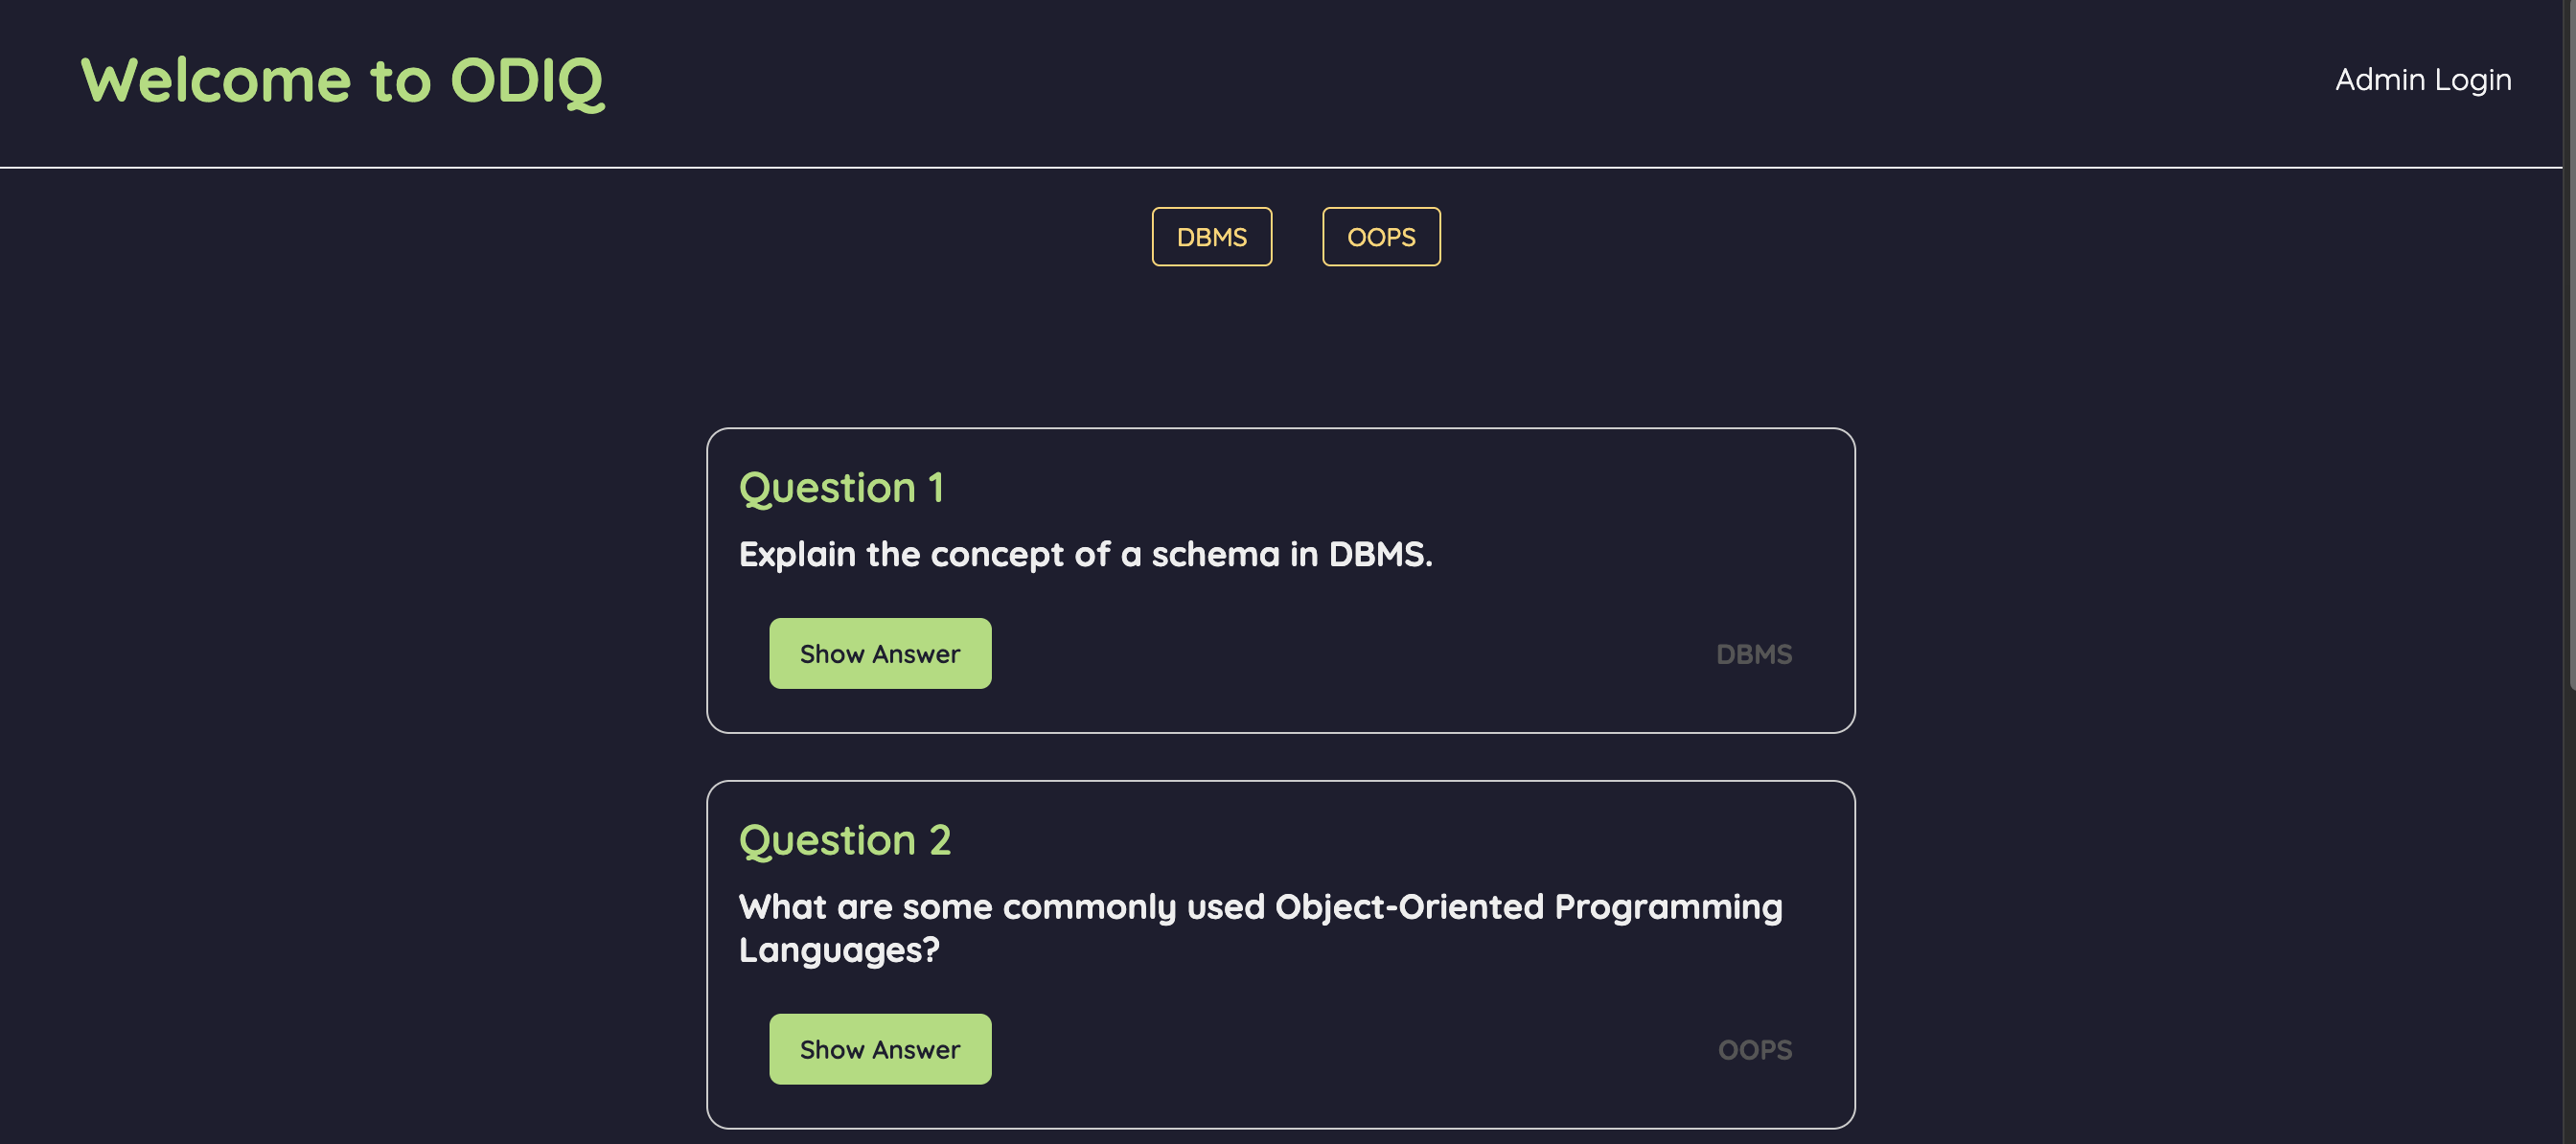 Welcome to ODIQ
Admin Login
DBMS
OOPS
Question 1
Explain the concept of a schema in DBMS.
Show Answer
DBMS
Question 2
What are some commonly used Object-Oriented Programming
Languages?
Show Answer
OOPS